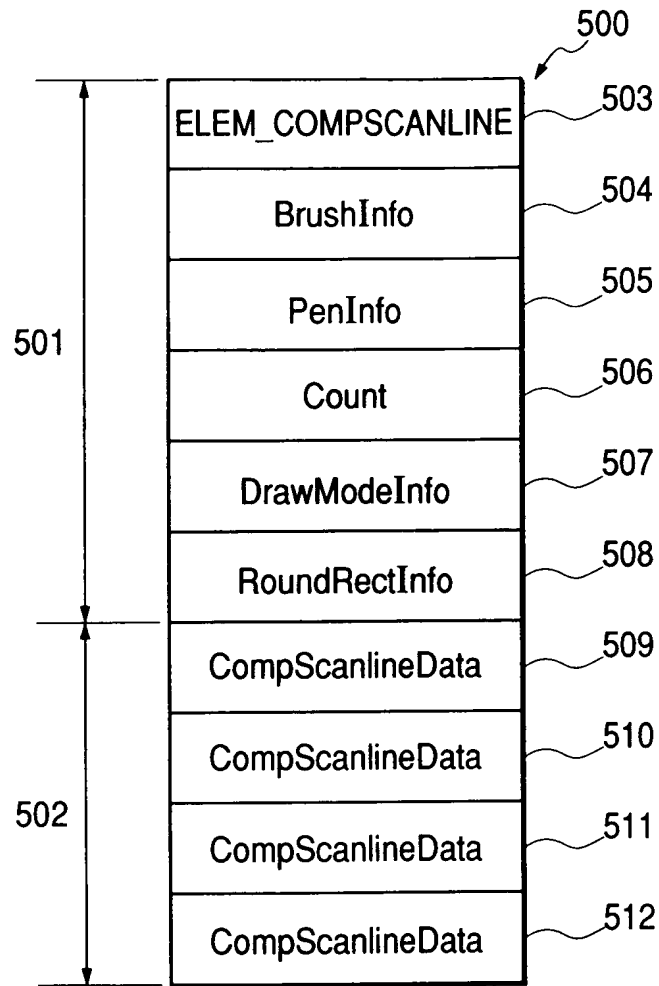 500
ELEM_COMPSCANLINE 503
BrushInfo 504
PenInfo 505
501
Count 506
DrawModeInfo 507
RoundRectInfo 508
CompScanlineData 509
CompScanlineData 510
502
CompScanlineData 511
CompScanlineData 512